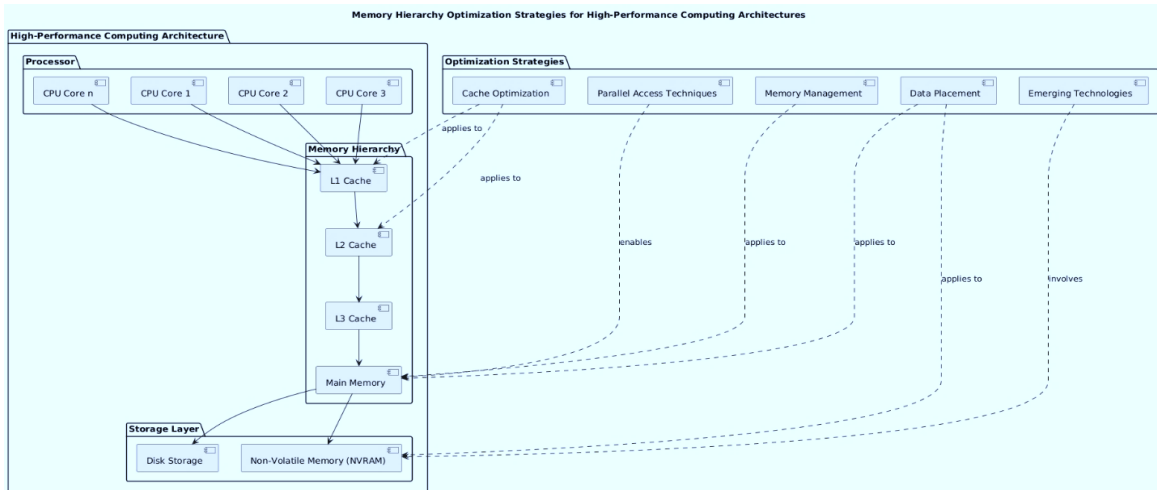 Memory Hierarchy Optimization Strategies for High-Performance Computing Architectures
High-Performance Computing Architecture
Processor
Optimization Strategies
CPU Core n
CPU Core 1
CPU Core 2
CPU Core 3
Cache Optimization
Parallel Access Techniques
Memory Management
Data Placement
Emerging Technologies
applies to
Memory Hierarchy
L1 Cache
applies to
L2 Cache
enables
applies to
applies to
applies to
involves
L3 Cache
Main Memory
Storage Layer
Disk Storage
Non-Volatile Memory (NVRAM)